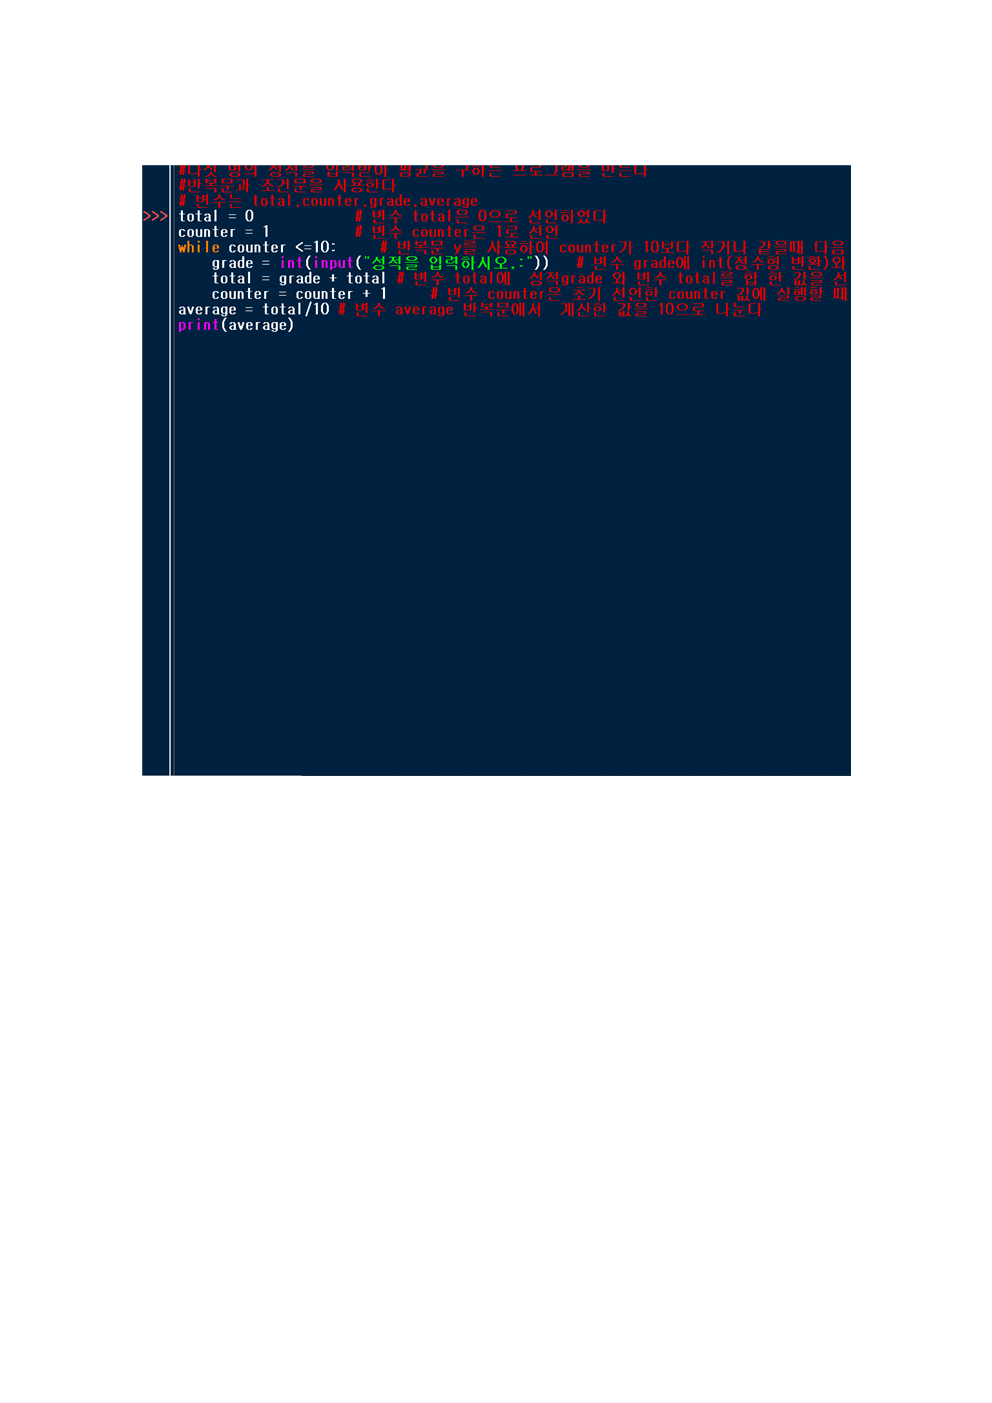 #다섯 명의 성적을 입력받아 평균을 구하는 프로그램을 만든다
#반복문과 조건문을 사용한다
# 변수는 total,counter,grade,average
>>> total = 0 # 변수 total은 0으로 선언하였다
counter = 1 # 변수 counter은 1로 선언
while counter <=10: # 반복문 y를 사용하여 counter가 10보다 작거나 같을때 다음
grade = int(input("성적을 입력하시오.:")) # 변수 grade에 int(정수형 변환)와
total = grade + total # 변수 total에 성적grade 와 변수 total를 합 한 값을 선
counter = counter + 1 # 변수 counter은 초기 선언한 counter 값에 실행할 때
average = total/10 # 변수 average 반복문에서 계산한 값을 10으로 나눈다
print(average)